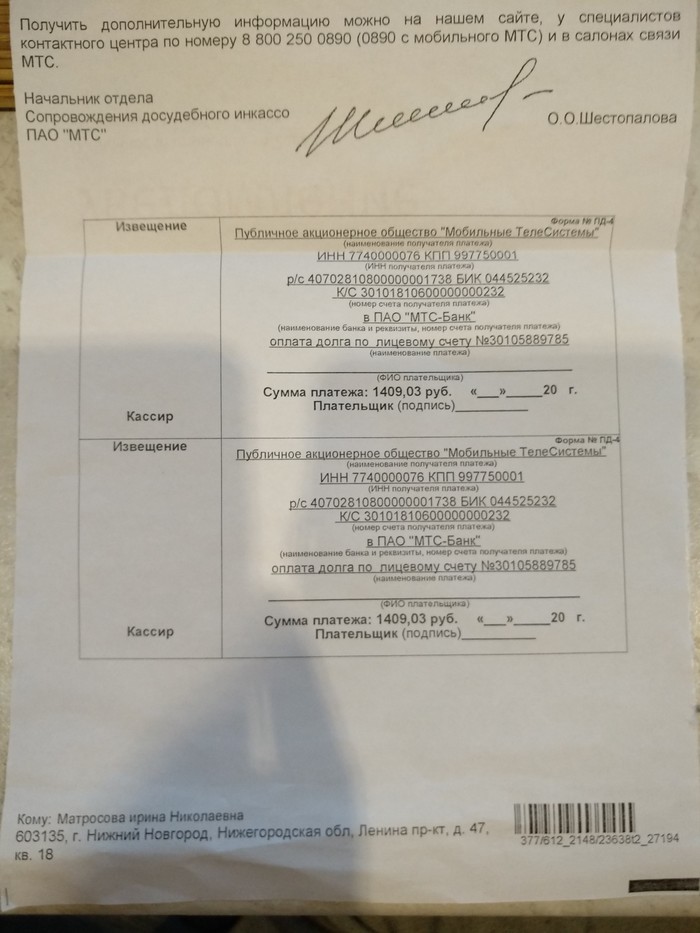 Получить дополнительную информацию можно на нашем сайте, у специалистов
контактного центра по номеру 8 800 250 0890 (0890 с мобильного МТС) и в салонах связи
МТС.
Начальник отдела
Сопровождения досудебного инкассо
ПАО "МТС"
О.О.Шестопалова
Форма № ПД-4
Извещение
Публичное акционерное общество "Мобильные ТелеСистемы"
(наименование получателя платежа)
ИНН 7740000076 КПП 997750001
(ИНН получателя платежа)
р/с 40702810800000001738 БИК 044525232
К/С 30101810600000000232
(номер счета получателя платежа)
в ПАО "МТС-Банк"
(наименование банка и реквизиты, номер счета получателя платежа)
оплата долга по лицевому счету №30105889785
(наименование платежа)
(ФИО плательщика)
Сумма платежа: 1409,03 руб. «___»______20 г.
Кассир
Плательщик (подпись)__________
Форма № ПД-4
Извещение
Публичное акционерное общество "Мобильные ТелеСистемы"
(наименование получателя платежа)
ИНН 7740000076 КПП 997750001
(ИНН получателя платежа)
р/с 40702810800000001738 БИК 044525232
К/С 30101810600000000232
(номер счета получателя платежа)
в ПАО "МТС-Банк"
(наименование банка и реквизиты, номер счета получателя платежа)
оплата долга по лицевому счету №30105889785
(наименование платежа)
(ФИО плательщика)
Сумма платежа: 1409,03 руб. «___»______20 г.
Кассир
Плательщик (подпись)__________
Кому: Матросова ирина Николаевна
603135, г. Нижний Новгород, Нижегородская обл, Ленина пр-кт, д. 47,
кв. 18
377/612_2148/23638t2_27194